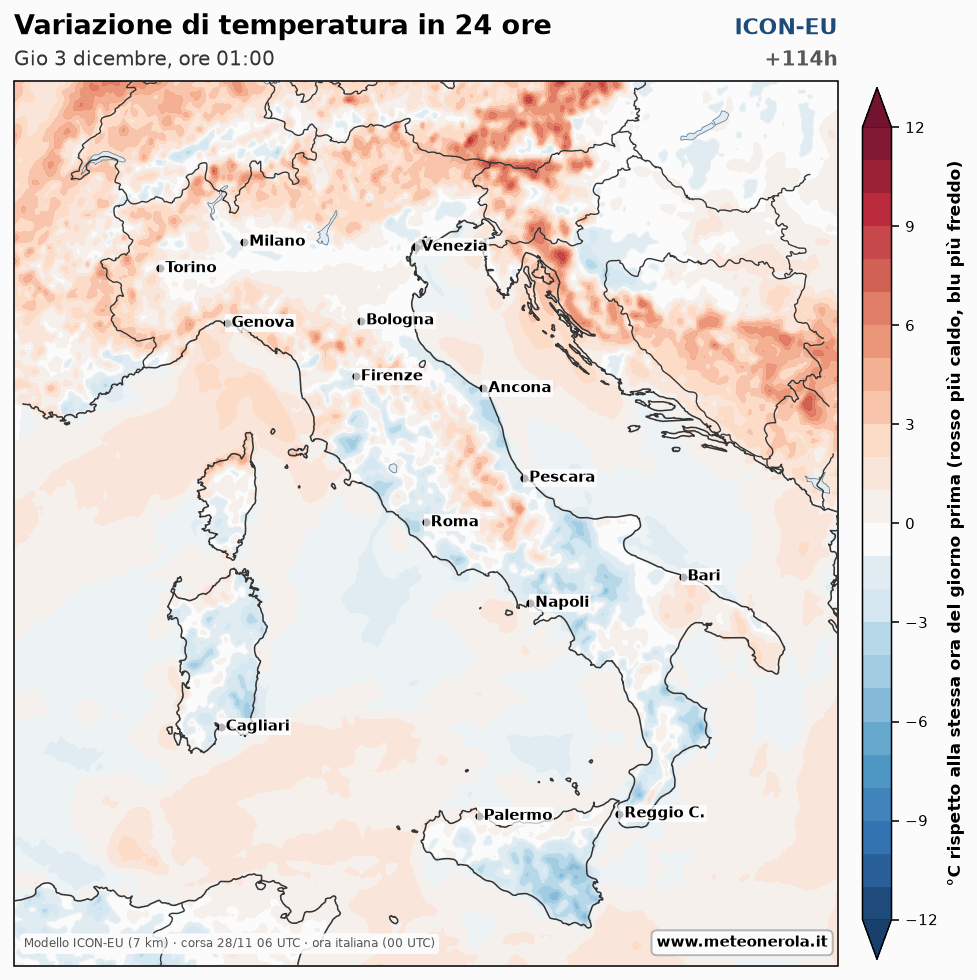 Variazione di temperatura in 24 ore
ICON-EU
Gio 3 dicembre, ore 01:00
+114h
Milano
Venezia
Torino
Genova
Bologna
Firenze
Ancona
Pescara
Roma
Bari
Napoli
Cagliari
Palermo
Reggio C.
Modello ICON-EU (7 km) · corsa 28/11 06 UTC · ora italiana (00 UTC)
www.meteonerola.it
12
9
6
3
0
−3
−6
−9
−12
°C rispetto alla stessa ora del giorno prima (rosso più caldo, blu più freddo)